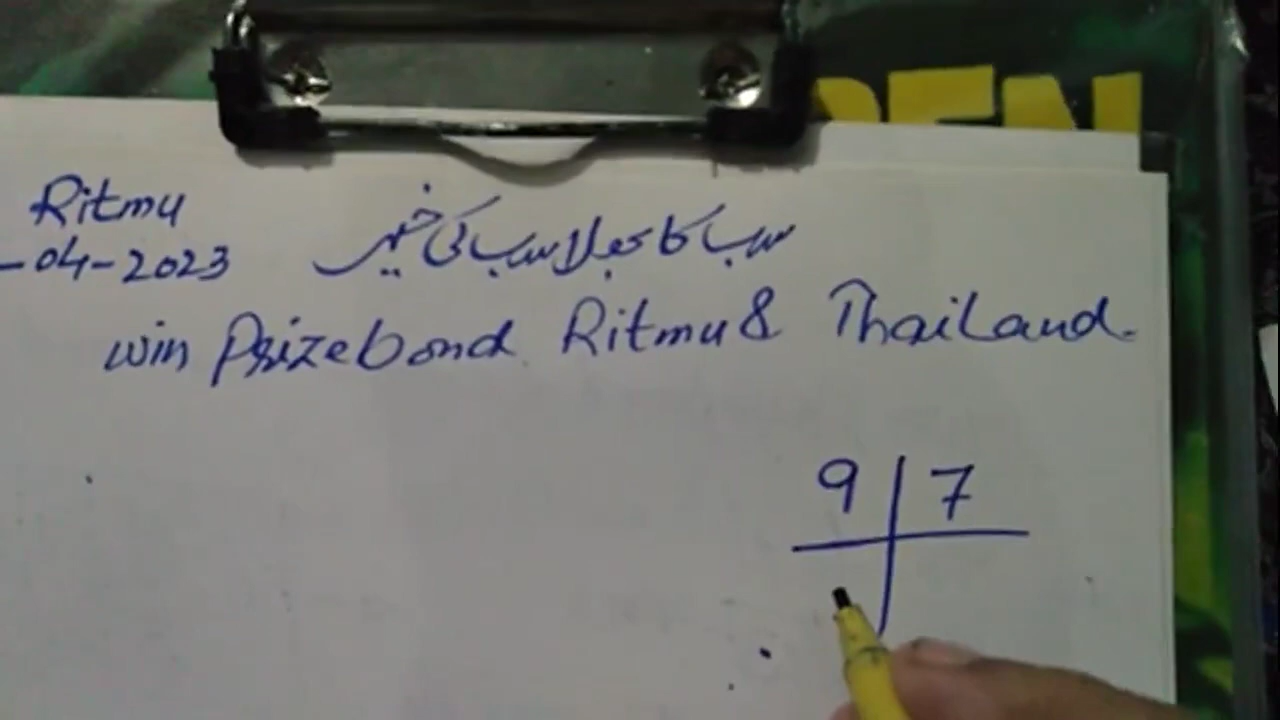 Ritmu
-04-2023
سب کا بھلا سب کی خیر
win Prizebond Ritmu & Thailand
9 7